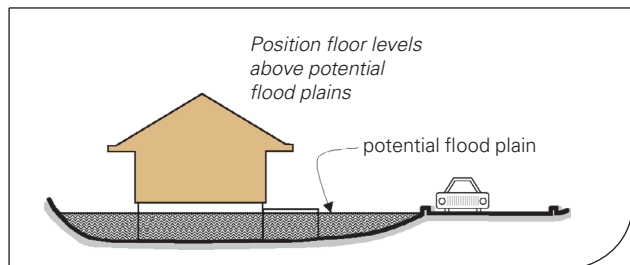 Position floor levels
above potential
flood plains
potential flood plain